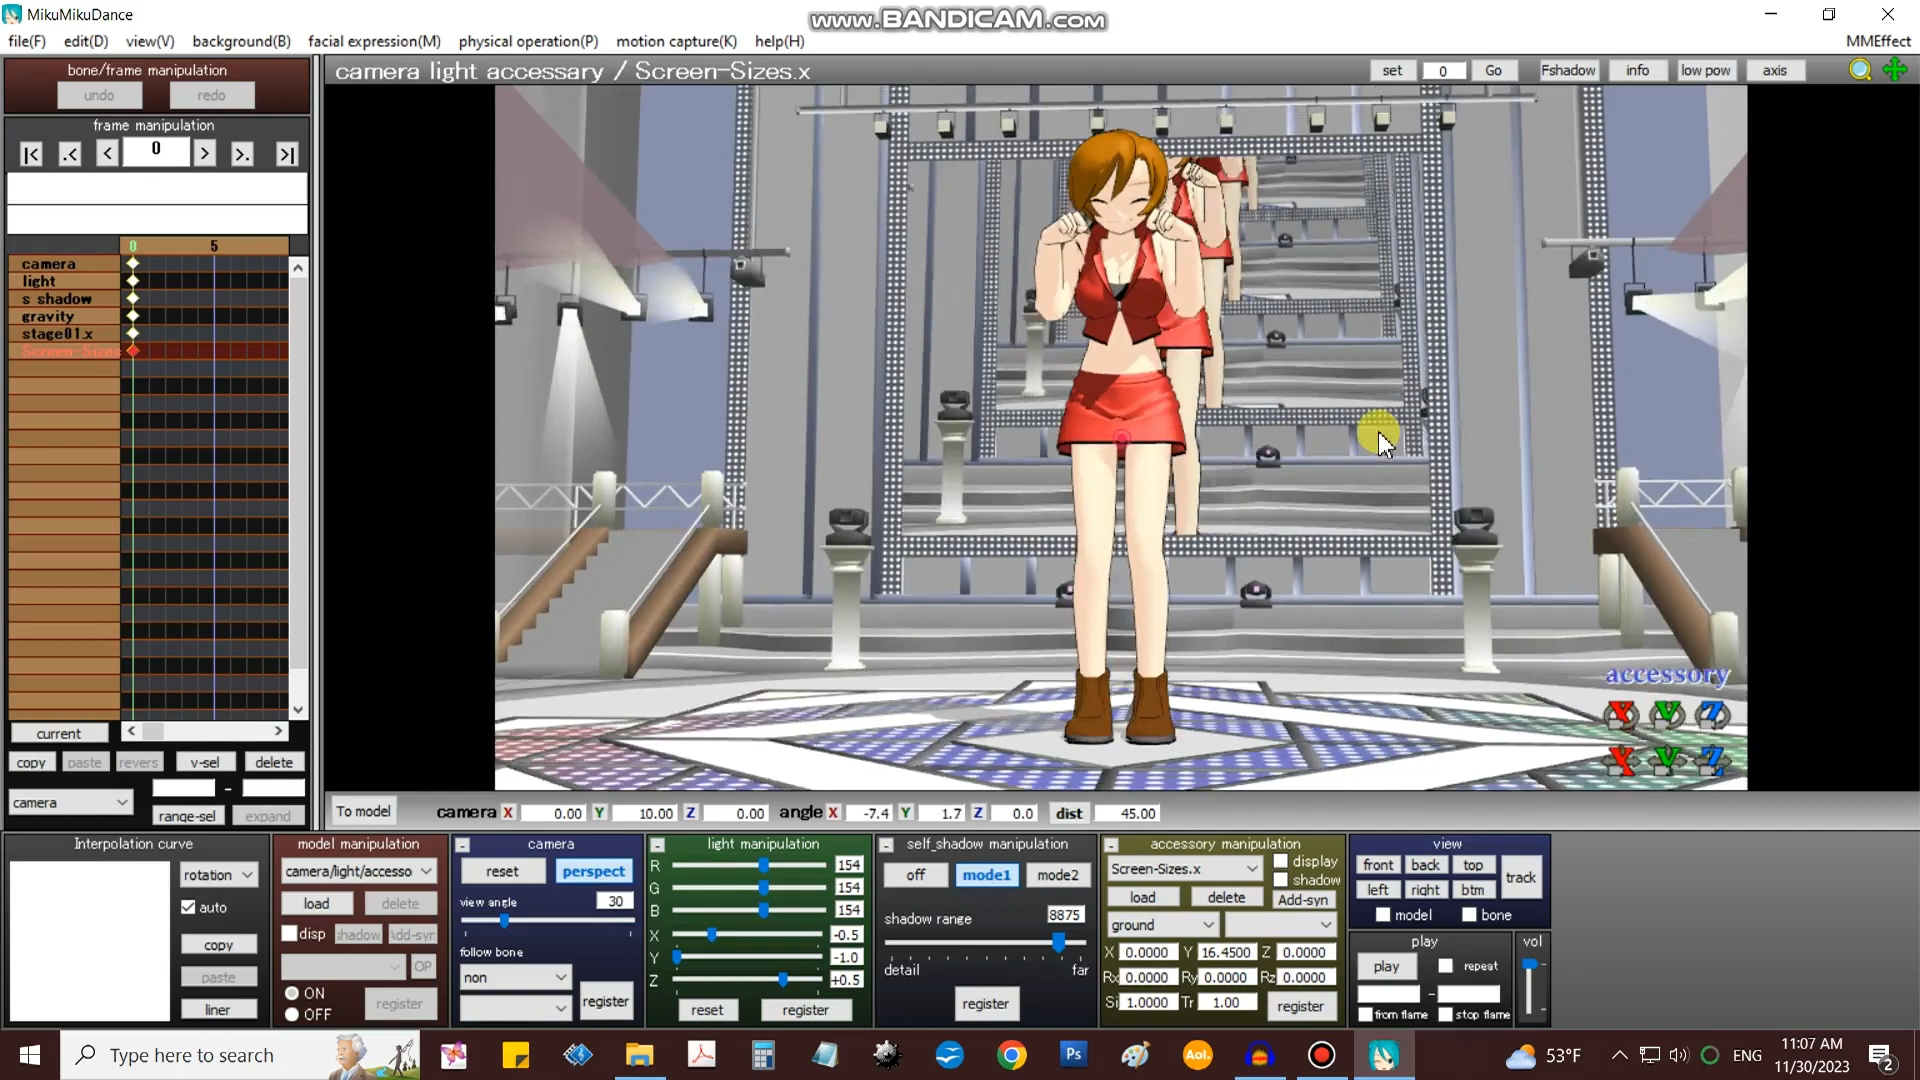 MikuMikuDance
www.BANDICAM.com
file(F) edit(D) view(V) background(B) facial expression(M) physical operation(P) motion capture(K) help(H) MMEffect
bone/frame manipulation
undo redo
camera light accessary / Screen-Sizes.x
set 0 Go Fshadow info low pow axis
frame manipulation
|< .< < 0 > >. >|
0 5
camera
light
s shadow
gravity
stage01.x
Screen-Sizes
accessory
X Y Z
X Y Z
current
copy paste revers v-sel delete
camera -
range-sel expand
To model camera X 0.00 Y 10.00 Z 0.00 angle X -7.4 Y 1.7 Z 0.0 dist 45.00
Interpolation curve
rotation
auto
copy
paste
liner
model manipulation
camera/light/accesso
load delete
disp shadow Add-syn
OP
ON
OFF
register
- camera
reset perspect
view angle 30
follow bone
non
register
- light manipulation
R 154
G 154
B 154
X -0.5
Y -1.0
Z +0.5
reset register
- self_shadow manipulation
off mode1 mode2
shadow range 8875
detail far
register
- accessory manipulation
Screen-Sizes.x display
shadow
load delete Add-syn
ground
X 0.0000 Y 16.4500 Z 0.0000
Rx 0.0000 Ry 0.0000 Rz 0.0000
Si 1.0000 Tr 1.00 register
view
front back top
left right btm
track
model bone
play
play repeat
-
from flame stop flame
vol
Type here to search
Ps
Aol.
53°F
ENG
11:07 AM
11/30/2023
2